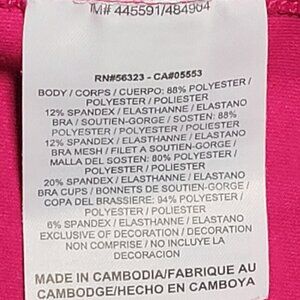 IM# 445591/484904
RN#56323 - CA#05553
BODY / CORPS / CUERPO: 88% POLYESTER /
POLYESTER / POLIESTER
12% SPANDEX / ELASTHANNE / ELASTANO
BRA / SOUTIEN-GORGE / SOSTEN: 88%
POLYESTER / POLYESTER / POLIESTER
12% SPANDEX / ELASTHANNE / ELASTANO
BRA MESH / FILET A SOUTIEN-GORGE /
MALLA DEL SOSTEN: 80% POLYESTER /
POLYESTER / POLIESTER
20% SPANDEX / ELASTHANNE / ELASTANO
BRA CUPS / BONNETS DE SOUTIEN-GORGE /
COPA DEL BRASSIERE: 94% POLYESTER /
POLYESTER / POLIESTER
6% SPANDEX / ELASTHANNE / ELASTANO
EXCLUSIVE OF DECORATION / DECORATION
NON COMPRISE / NO INCLUYE LA
DECORACION
MADE IN CAMBODIA/FABRIQUE AU
CAMBODGE/HECHO EN CAMBOYA